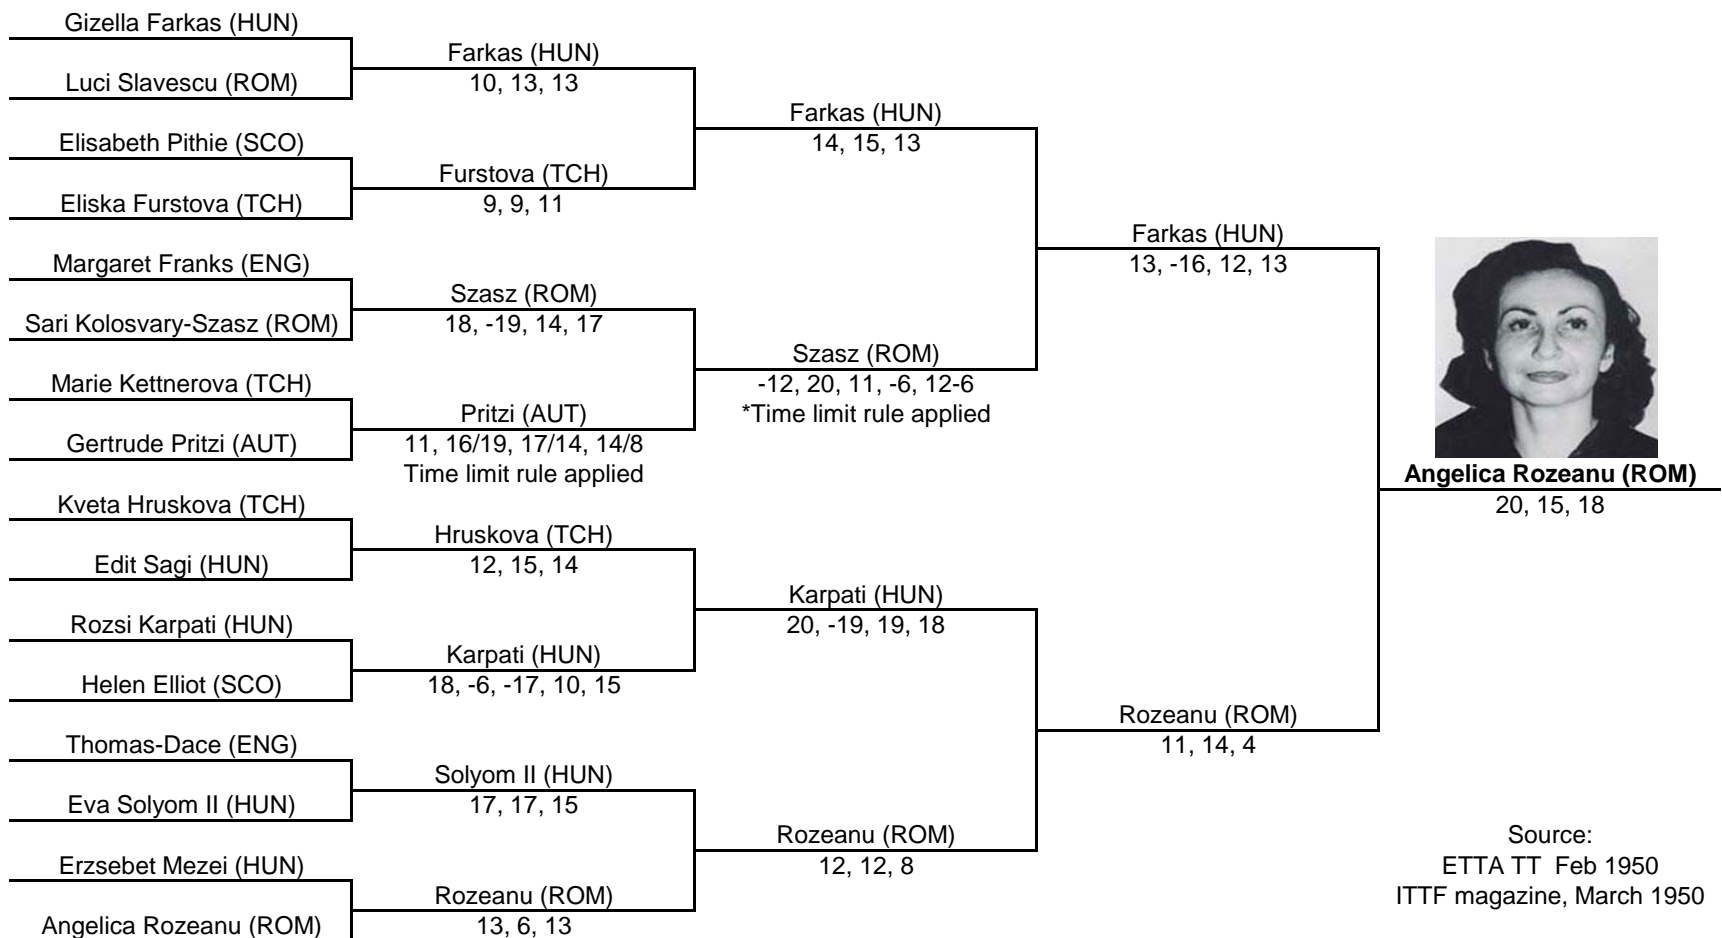 Gizella Farkas (HUN)
Luci Slavescu (ROM)
Elisabeth Pithie (SCO)
Eliska Furstova (TCH)
Margaret Franks (ENG)
Sari Kolosvary-Szasz (ROM)
Marie Kettnerova (TCH)
Gertrude Pritzi (AUT)
Kveta Hruskova (TCH)
Edit Sagi (HUN)
Rozsi Karpati (HUN)
Helen Elliot (SCO)
Thomas-Dace (ENG)
Eva Solyom II (HUN)
Erzsebet Mezei (HUN)
Angelica Rozeanu (ROM)
Farkas (HUN)
10, 13, 13
Furstova (TCH)
9, 9, 11
Szasz (ROM)
18, -19, 14, 17
Pritzi (AUT)
11, 16/19, 17/14, 14/8
Time limit rule applied
Hruskova (TCH)
12, 15, 14
Karpati (HUN)
18, -6, -17, 10, 15
Solyom II (HUN)
17, 17, 15
Rozeanu (ROM)
13, 6, 13
Farkas (HUN)
14, 15, 13
Szasz (ROM)
-12, 20, 11, -6, 12-6
*Time limit rule applied
Karpati (HUN)
20, -19, 19, 18
Rozeanu (ROM)
12, 12, 8
Farkas (HUN)
13, -16, 12, 13
Rozeanu (ROM)
11, 14, 4
Angelica Rozeanu (ROM)
20, 15, 18
Source:
ETTA TT  Feb 1950
ITTF magazine, March 1950